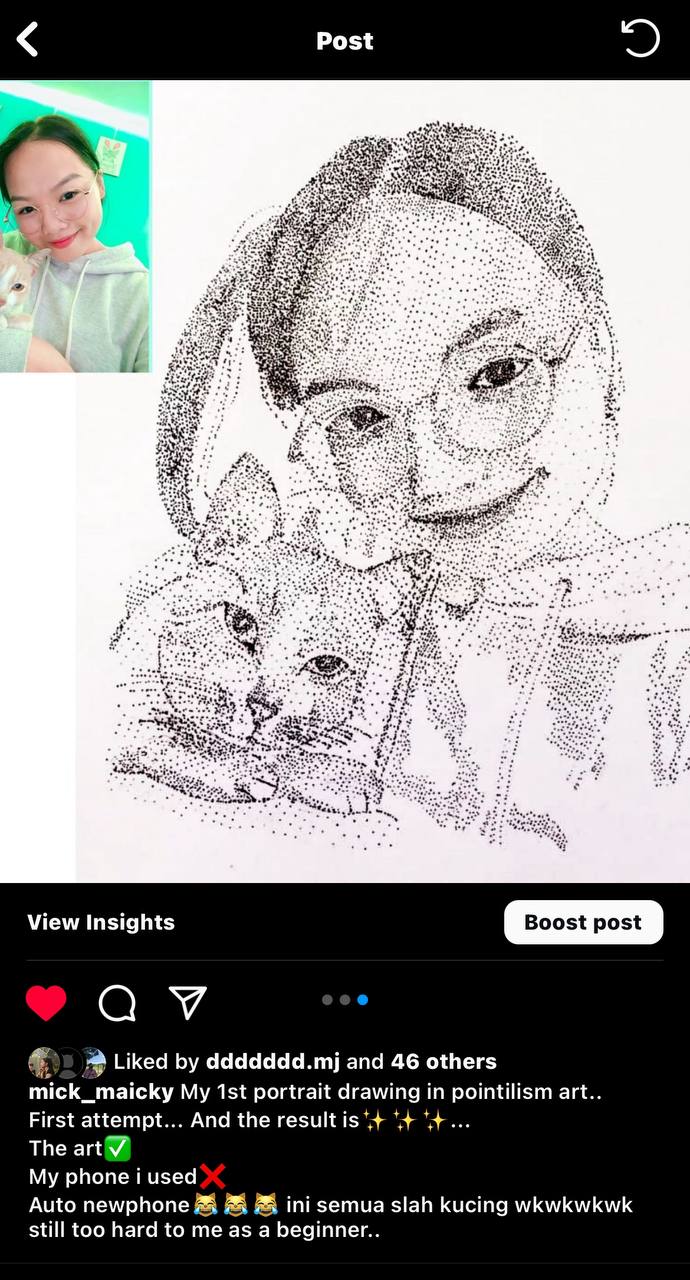 Post
View Insights
Boost post
Liked by ddddddd.mj and 46 others
mick_maicky My 1st portrait drawing in pointilism art..
First attempt... And the result is✨✨✨...
The art✅
My phone i used❌
Auto newphone😹😹😹 ini semua slah kucing wkwkwkwk
still too hard to me as a beginner..